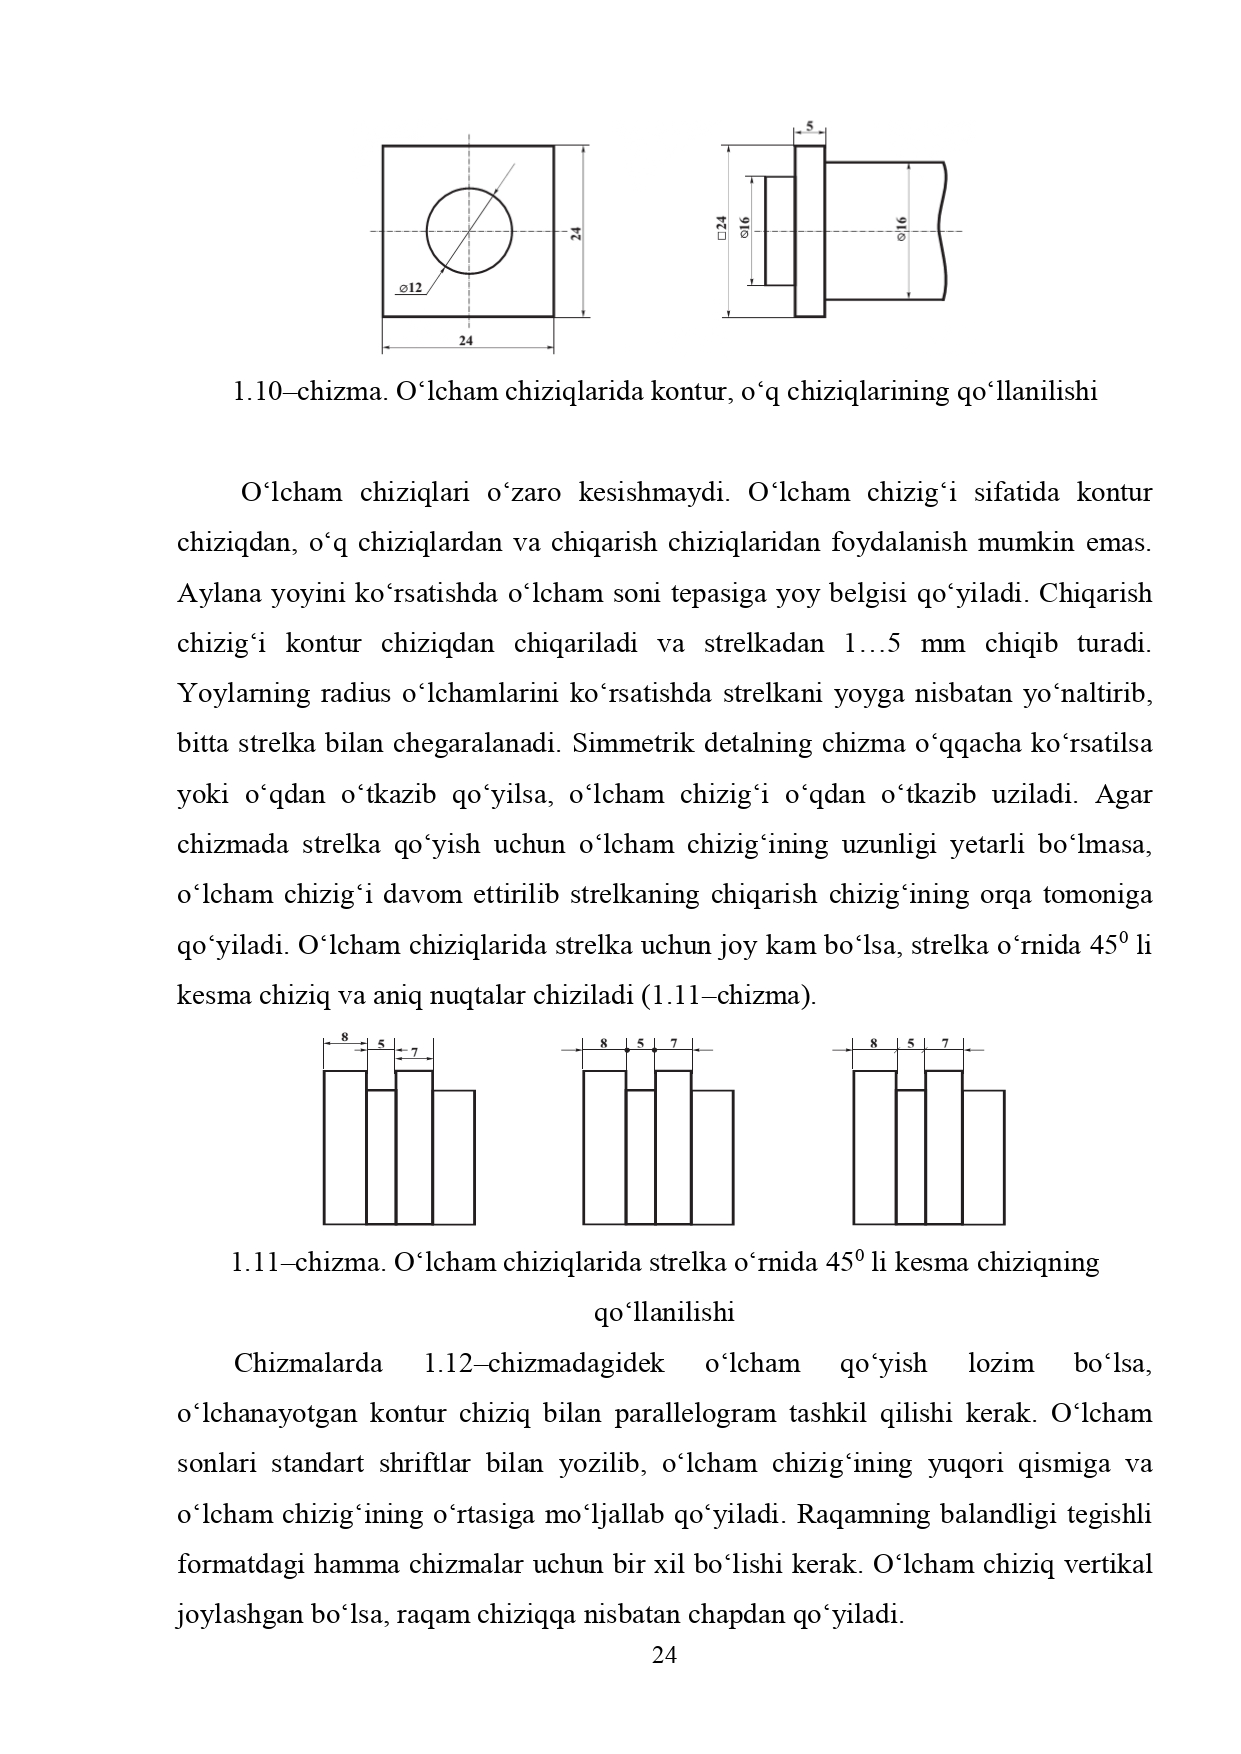 5
24
□24
⌀16
⌀16
⌀12
24
1.10–chizma. O‘lcham chiziqlarida kontur, o‘q chiziqlarining qo‘llanilishi
O‘lcham chiziqlari o‘zaro kesishmaydi. O‘lcham chizig‘i sifatida kontur
chiziqdan, o‘q chiziqlardan va chiqarish chiziqlaridan foydalanish mumkin emas.
Aylana yoyini ko‘rsatishda o‘lcham soni tepasiga yoy belgisi qo‘yiladi. Chiqarish
chizig‘i kontur chiziqdan chiqariladi va strelkadan 1…5 mm chiqib turadi.
Yoylarning radius o‘lchamlarini ko‘rsatishda strelkani yoyga nisbatan yo‘naltirib,
bitta strelka bilan chegaralanadi. Simmetrik detalning chizma o‘qqacha ko‘rsatilsa
yoki o‘qdan o‘tkazib qo‘yilsa, o‘lcham chizig‘i o‘qdan o‘tkazib uziladi. Agar
chizmada strelka qo‘yish uchun o‘lcham chizig‘ining uzunligi yetarli bo‘lmasa,
o‘lcham chizig‘i davom ettirilib strelkaning chiqarish chizig‘ining orqa tomoniga
qo‘yiladi. O‘lcham chiziqlarida strelka uchun joy kam bo‘lsa, strelka o‘rnida 45⁰ li
kesma chiziq va aniq nuqtalar chiziladi (1.11–chizma).
8 5 7 8 5 7 8 5 7
1.11–chizma. O‘lcham chiziqlarida strelka o‘rnida 45⁰ li kesma chiziqning
qo‘llanilishi
Chizmalarda 1.12–chizmadagidek o‘lcham qo‘yish lozim bo‘lsa,
o‘lchanayotgan kontur chiziq bilan parallelogram tashkil qilishi kerak. O‘lcham
sonlari standart shriftlar bilan yozilib, o‘lcham chizig‘ining yuqori qismiga va
o‘lcham chizig‘ining o‘rtasiga mo‘ljallab qo‘yiladi. Raqamning balandligi tegishli
formatdagi hamma chizmalar uchun bir xil bo‘lishi kerak. O‘lcham chiziq vertikal
joylashgan bo‘lsa, raqam chiziqqa nisbatan chapdan qo‘yiladi.
24